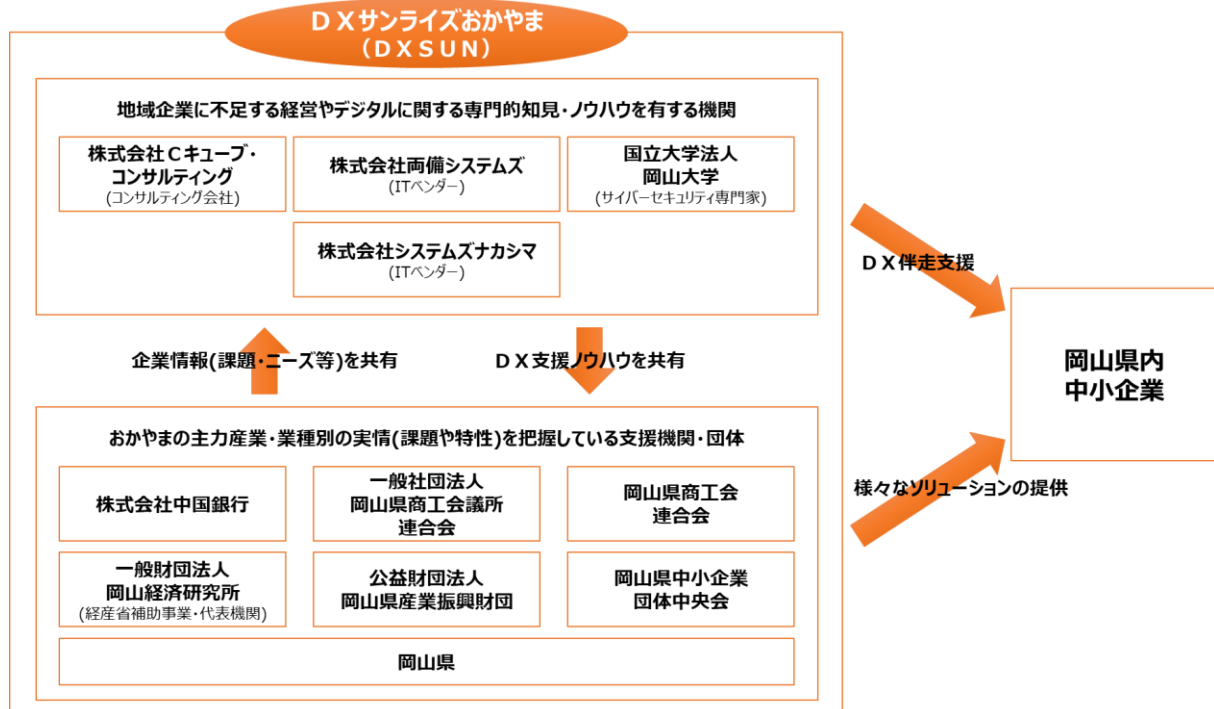 ＤＸサンライズおかやま
（ＤＸＳＵＮ）
地域企業に不足する経営やデジタルに関する専門的知見・ノウハウを有する機関
株式会社Ｃキューブ・
コンサルティング
(コンサルティング会社)
株式会社両備システムズ
(ITベンダー)
国立大学法人
岡山大学
(サイバーセキュリティ専門家)
株式会社システムズナカシマ
(ITベンダー)
企業情報(課題・ニーズ等)を共有
ＤＸ支援ノウハウを共有
おかやまの主力産業・業種別の実情(課題や特性)を把握している支援機関・団体
株式会社中国銀行
一般社団法人
岡山県商工会議所
連合会
岡山県商工会
連合会
一般財団法人
岡山経済研究所
(経産省補助事業・代表機関)
公益財団法人
岡山県産業振興財団
岡山県中小企業
団体中央会
岡山県
ＤＸ伴走支援
様々なソリューションの提供
岡山県内
中小企業